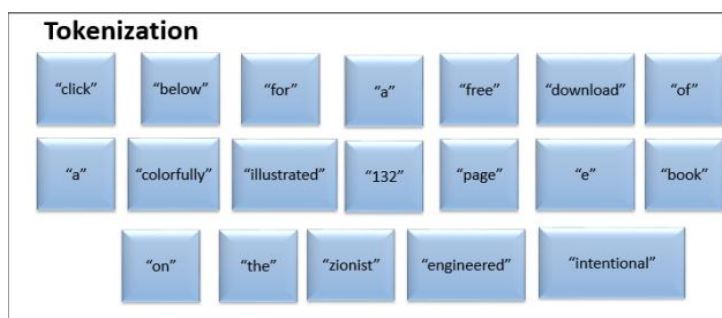 Tokenization
“click” “below” “for” “a” “free” “download” “of”
“a” “colorfully” “illustrated” “132” “page” “e” “book”
“on” “the” “zionist” “engineered” “intentional”